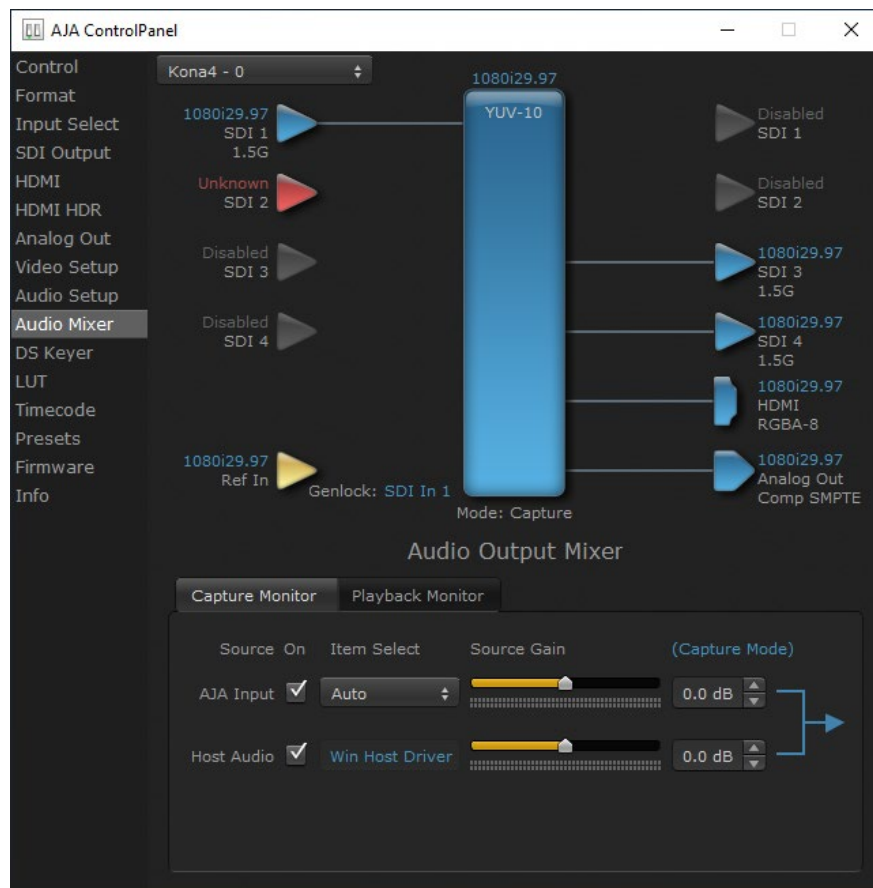 AJA ControlPanel
Control
Format
Input Select
SDI Output
HDMI
HDMI HDR
Analog Out
Video Setup
Audio Setup
Audio Mixer
DS Keyer
LUT
Timecode
Presets
Firmware
Info
Kona4 - 0
1080i29.97
SDI 1
1.5G
Unknown
SDI 2
Disabled
SDI 3
Disabled
SDI 4
1080i29.97
Ref In
Genlock: SDI In 1
1080i29.97
YUV-10
Mode: Capture
Disabled
SDI 1
Disabled
SDI 2
1080i29.97
SDI 3
1.5G
1080i29.97
SDI 4
1.5G
1080i29.97
HDMI
RGBA-8
1080i29.97
Analog Out
Comp SMPTE
Audio Output Mixer
Capture Monitor Playback Monitor
Source On Item Select Source Gain (Capture Mode)
AJA Input Auto 0.0 dB
Host Audio Win Host Driver 0.0 dB